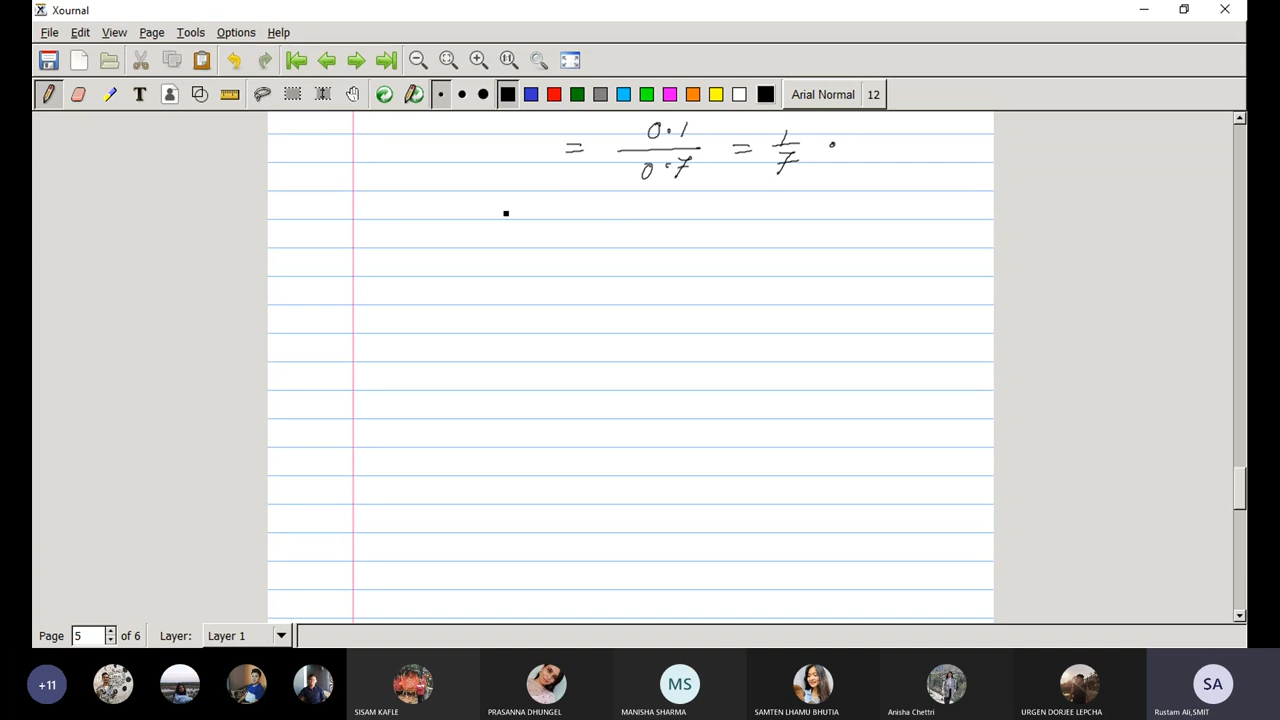 Xournal
File Edit View Page Tools Options Help
Arial Normal 12
= 0.1 / 0.7 = 1 / 7 .
Page 5 of 6 Layer: Layer 1
+11 SISAM KAFLE PRASANNA DHUNGEL MS MANISHA SHARMA SAMTEN LHAMU BHUTIA Anisha Chettri URGEN DORJEE LEPCHA SA Rustam Ali,SMIT